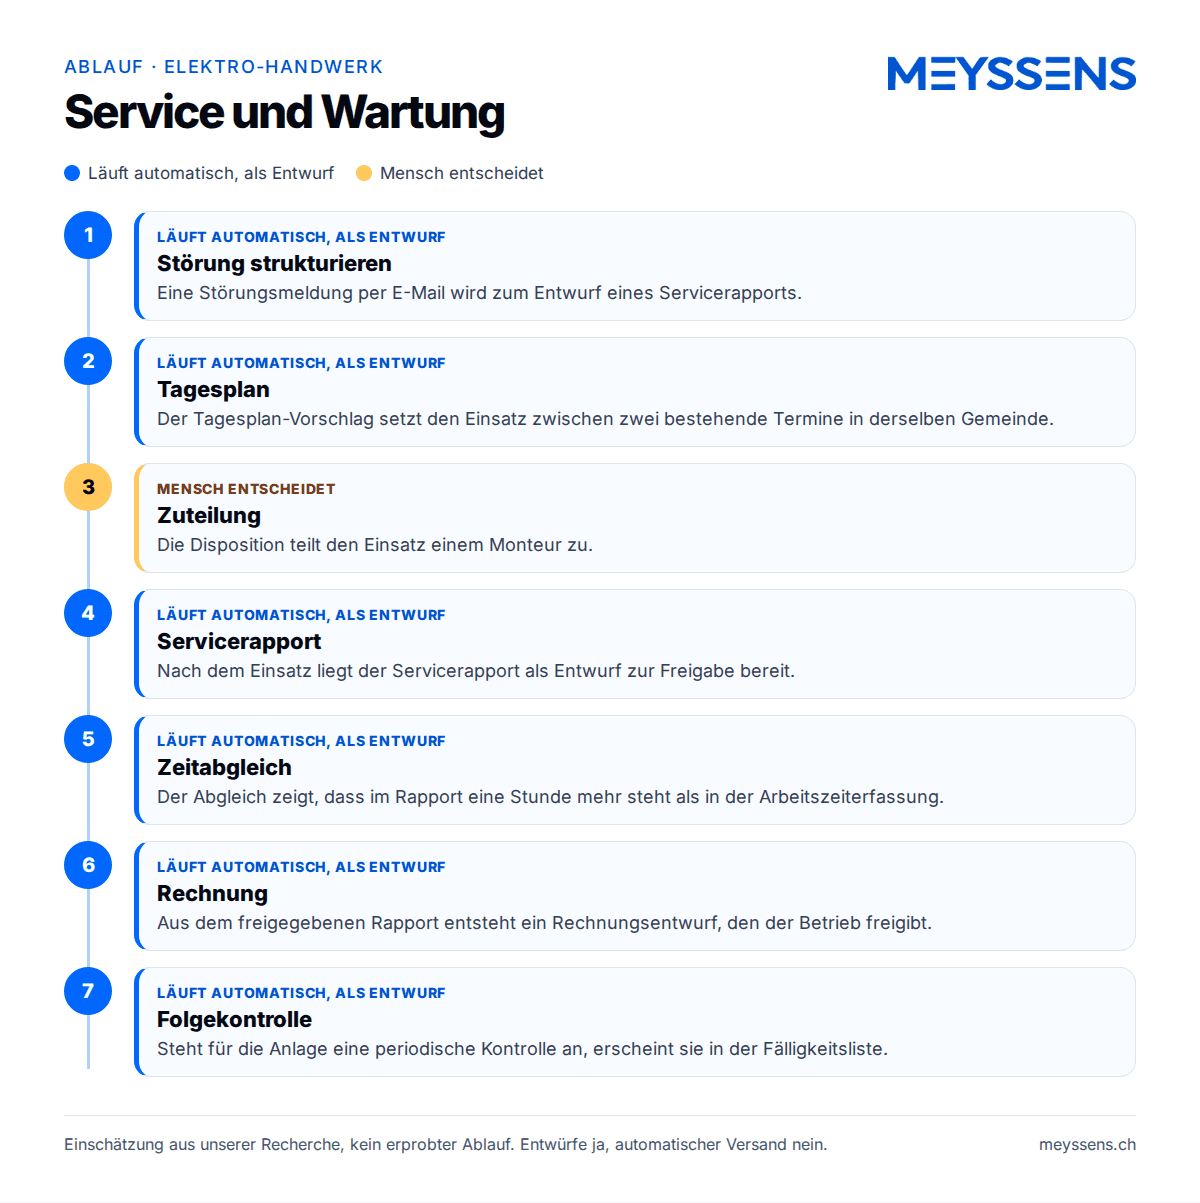 ABLAUF · ELEKTRO-HANDWERK
MEYSSENS
Service und Wartung
Läuft automatisch, als Entwurf
Mensch entscheidet
1
LÄUFT AUTOMATISCH, ALS ENTWURF
Störung strukturieren
Eine Störungsmeldung per E-Mail wird zum Entwurf eines Servicerapports.
2
LÄUFT AUTOMATISCH, ALS ENTWURF
Tagesplan
Der Tagesplan-Vorschlag setzt den Einsatz zwischen zwei bestehende Termine in derselben Gemeinde.
3
MENSCH ENTSCHEIDET
Zuteilung
Die Disposition teilt den Einsatz einem Monteur zu.
4
LÄUFT AUTOMATISCH, ALS ENTWURF
Servicerapport
Nach dem Einsatz liegt der Servicerapport als Entwurf zur Freigabe bereit.
5
LÄUFT AUTOMATISCH, ALS ENTWURF
Zeitabgleich
Der Abgleich zeigt, dass im Rapport eine Stunde mehr steht als in der Arbeitszeiterfassung.
6
LÄUFT AUTOMATISCH, ALS ENTWURF
Rechnung
Aus dem freigegebenen Rapport entsteht ein Rechnungsentwurf, den der Betrieb freigibt.
7
LÄUFT AUTOMATISCH, ALS ENTWURF
Folgekontrolle
Steht für die Anlage eine periodische Kontrolle an, erscheint sie in der Fälligkeitsliste.
Einschätzung aus unserer Recherche, kein erprobter Ablauf. Entwürfe ja, automatischer Versand nein.
meyssens.ch